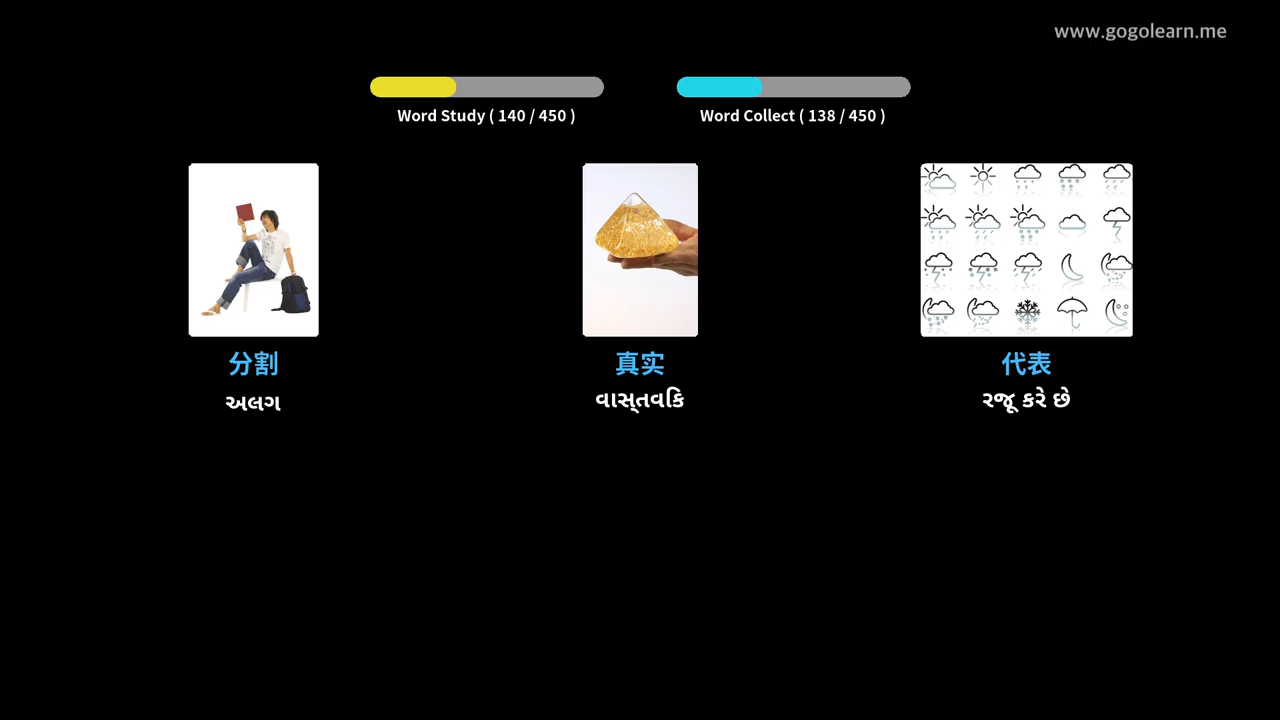 www.gogolearn.me
Word Study ( 140 / 450 )
Word Collect ( 138 / 450 )
分割
真实
代表
અલગ
વાસ્તવકિ
રજૂ કરે છે